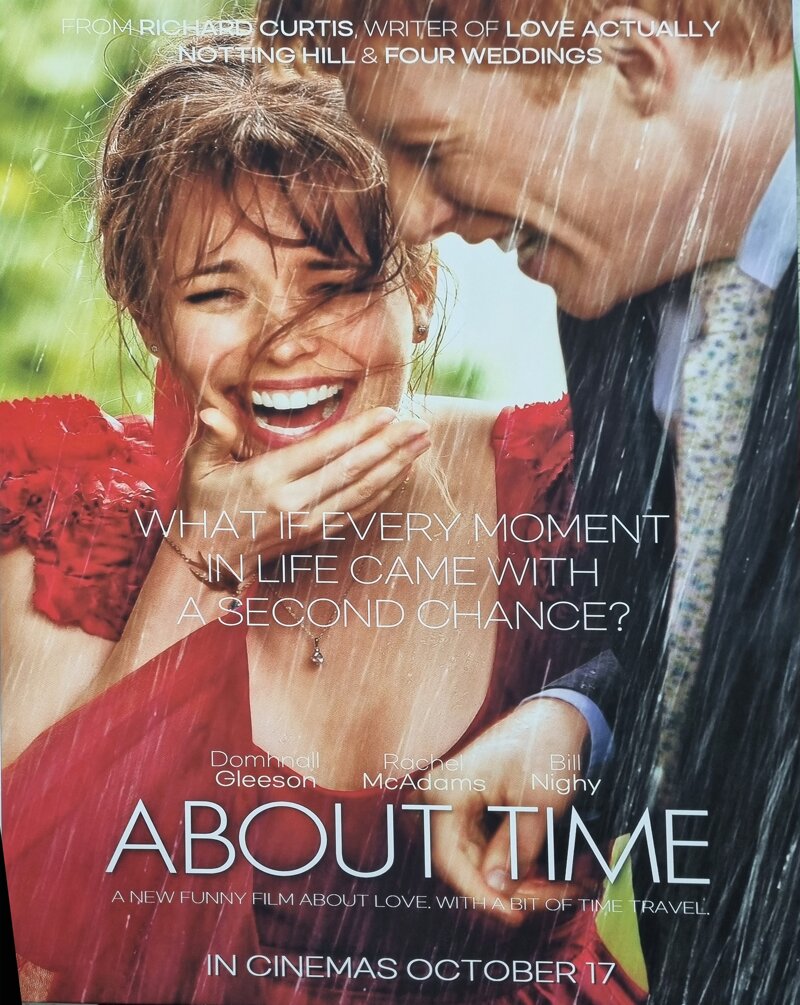 FROM RICHARD CURTIS, WRITER OF LOVE ACTUALLY
NOTTING HILL & FOUR WEDDINGS
WHAT IF EVERY MOMENT
IN LIFE CAME WITH
A SECOND CHANCE?
Domhnall Gleeson
Rachel McAdams
Bill Nighy
ABOUT TIME
A NEW FUNNY FILM ABOUT LOVE. WITH A BIT OF TIME TRAVEL.
IN CINEMAS OCTOBER 17